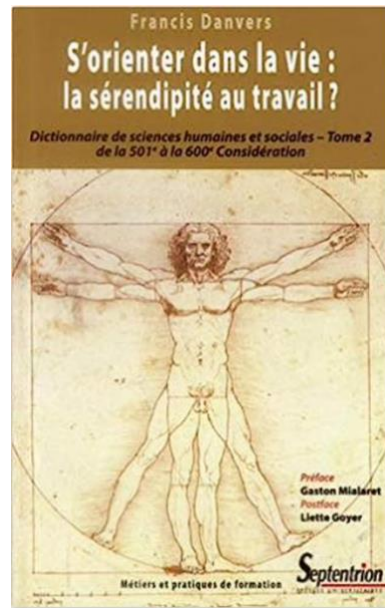 Francis Danvers
S'orienter dans la vie :
la sérendipité au travail ?
Dictionnaire de sciences humaines et sociales – Tome 2
de la 501e à la 600e Considération
Préface
Gaston Mialaret
Postface
Liette Goyer
Septentrion
Métiers et pratiques de formation